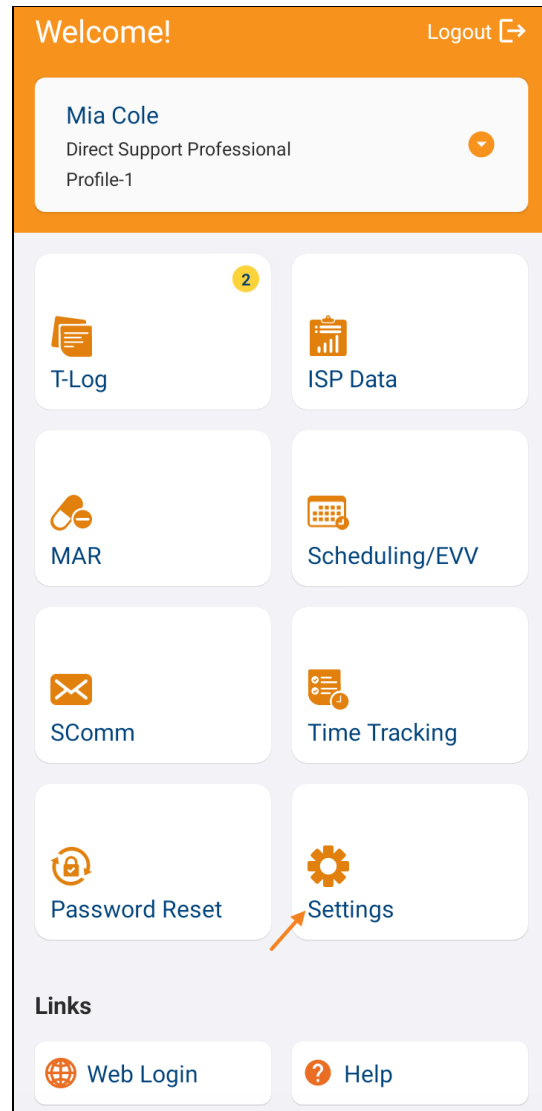 Welcome!
Logout
Mia Cole
Direct Support Professional
Profile-1
2
T-Log
ISP Data
MAR
Scheduling/EVV
SComm
Time Tracking
Password Reset
Settings
Links
Web Login
? Help